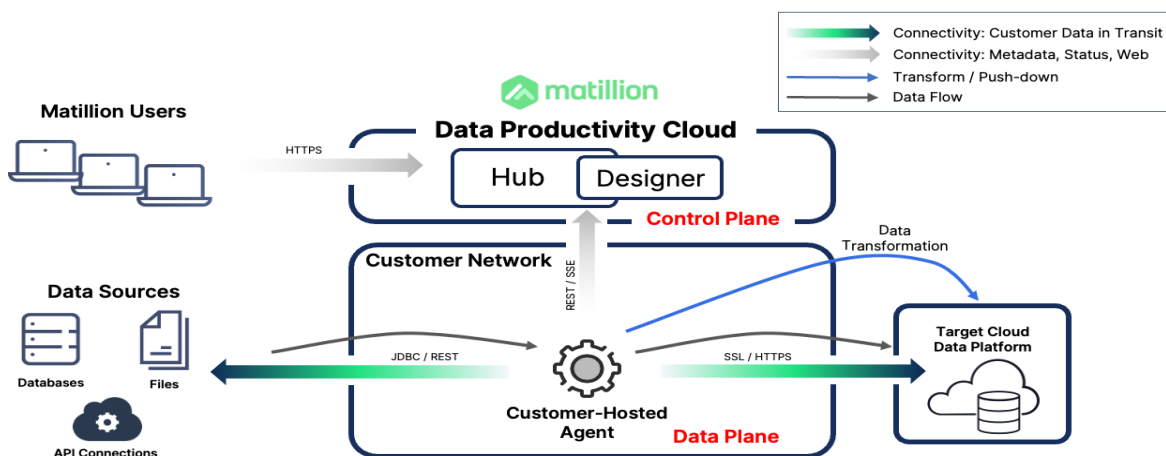 Connectivity: Customer Data in Transit
Connectivity: Metadata, Status, Web
Transform / Push-down
Data Flow
matillion
Matillion Users
Data Productivity Cloud
HTTPS
Hub
Designer
Control Plane
Data
Transformation
Customer Network
REST / SSE
Data Sources
Databases
Files
API Connections
JDBC / REST
SSL / HTTPS
Customer-Hosted
Agent
Data Plane
Target Cloud
Data Platform